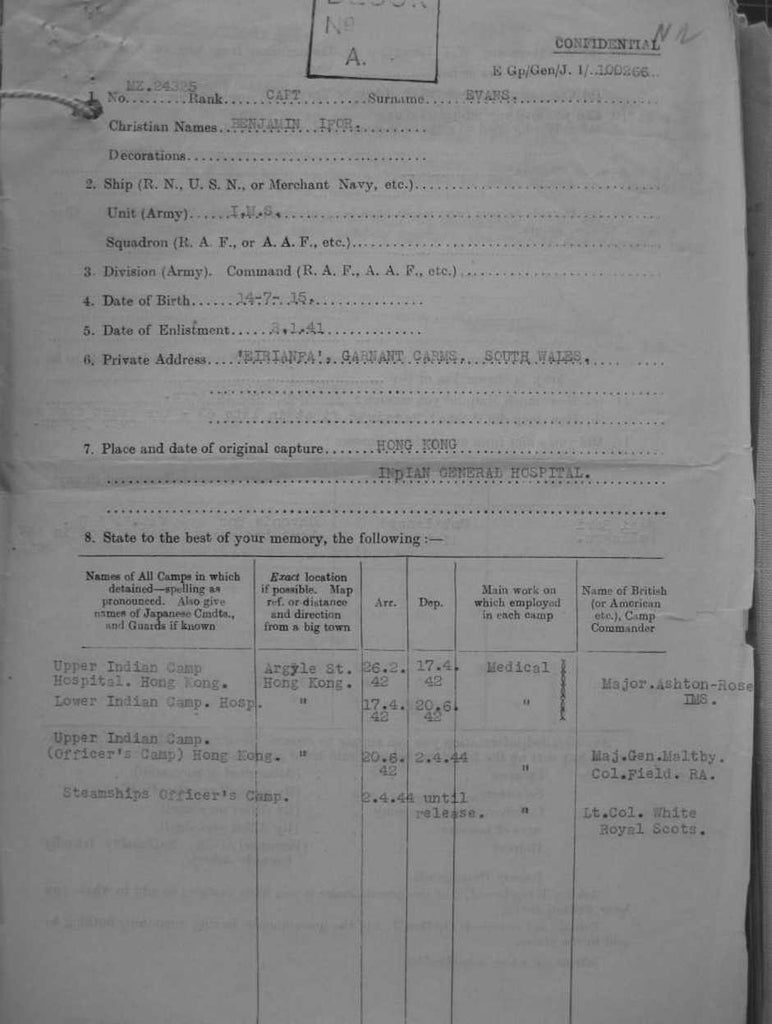 No
A.
CONFIDENTIAL
E Gp/Gen/J. 1/..100266..
1. No. MZ.24325 Rank......CAPT.........Surname.....EVANS.
Christian Names..BENJAMIN...IFOR.
Decorations
2. Ship (R. N., U. S. N., or Merchant Navy, etc.)
Unit (Army)......I.M.S.
Squadron (R. A. F., or A. A. F., etc.)
3. Division (Army). Command (R. A. F., A. A. F., etc.)
4. Date of Birth......14-7-.15.
5. Date of Enlistment......1.41
6. Private Address....'EIRIANFA', GARNANT CARMS, SOUTH WALES.
7. Place and date of original capture.......HONG KONG
INDIAN GENERAL HOSPITAL.
8. State to the best of your memory, the following :—
Names of All Camps in which detained—spelling as pronounced. Also give names of Japanese Cmdts., and Guards if known
Exact location if possible. Map ref. or distance and direction from a big town
Arr.
Dep.
Main work on which employed in each camp
Name of British (or American etc.), Camp Commander
Upper Indian Camp Argyle St. 26.2. 17.4. Medical
Hospital. Hong Kong. Hong Kong. 42 42 Major.Ashton-Rose
Lower Indian Camp. Hosp. " 17.4. 20.6. " IMS.
42 42
Upper Indian Camp.
(Officer's Camp) Hong Kong. " 20.6. 2.4.44 Maj.Gen.Maltby.
42 " Col.Field. RA.
Steamships Officer's Camp. 2.4.44 until
release. " Lt.Col. White
Royal Scots.